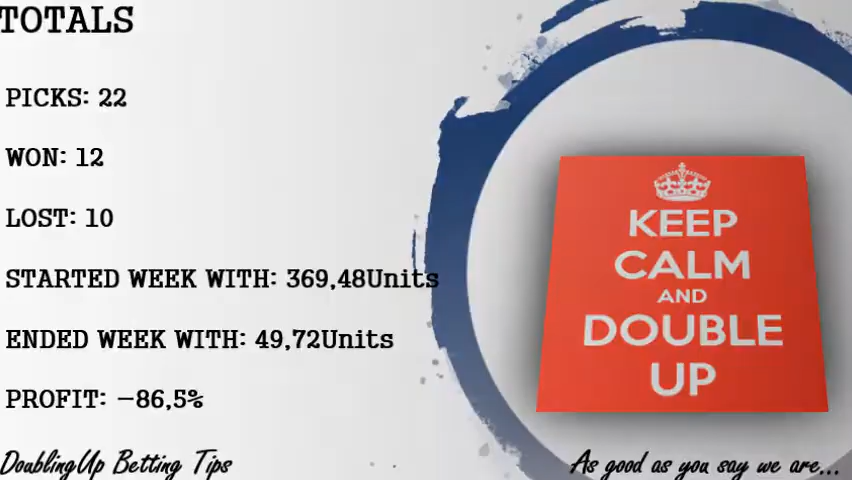 TOTALS
PICKS: 22
WON: 12
LOST: 10
STARTED WEEK WITH: 369,48Units
ENDED WEEK WITH: 49,72Units
PROFIT: -86,5%
KEEP
CALM
AND
DOUBLE
UP
DoublingUp Betting Tips
As good as you say we are...